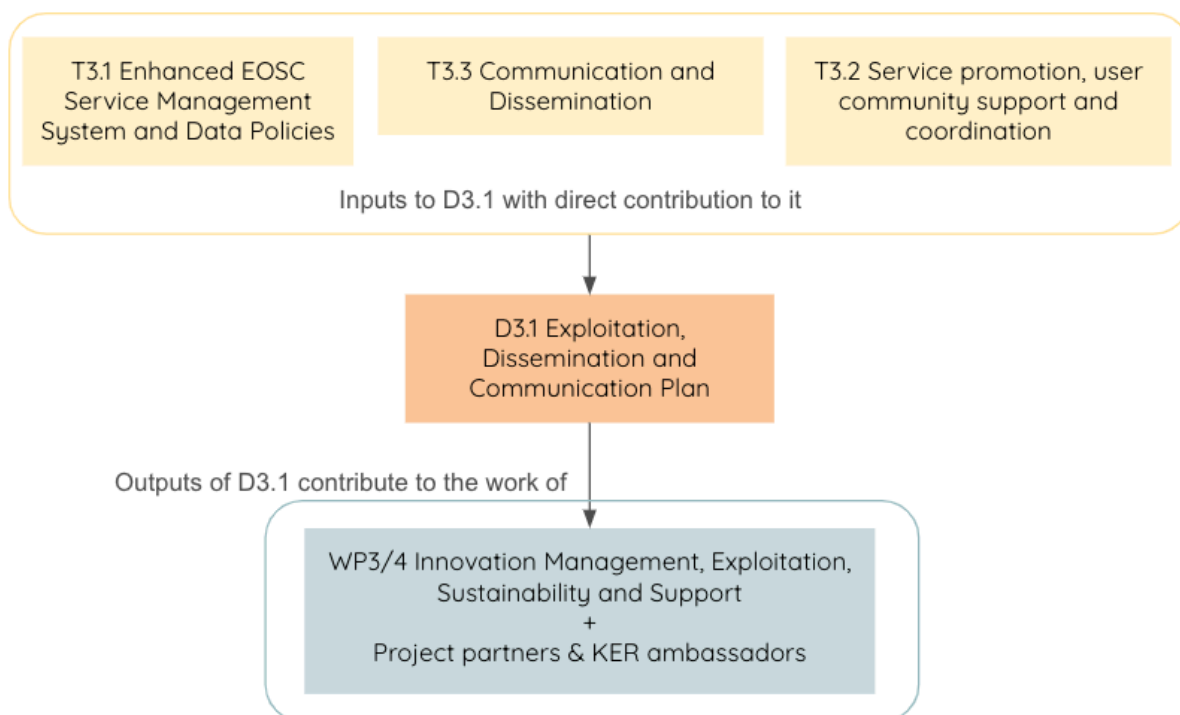 T3.1 Enhanced EOSC
Service Management
System and Data Policies
T3.3 Communication and
Dissemination
T3.2 Service promotion, user
community support and
coordination
Inputs to D3.1 with direct contribution to it
D3.1 Exploitation,
Dissemination and
Communication Plan
Outputs of D3.1 contribute to the work of
WP3/4 Innovation Management, Exploitation,
Sustainability and Support
+
Project partners & KER ambassadors